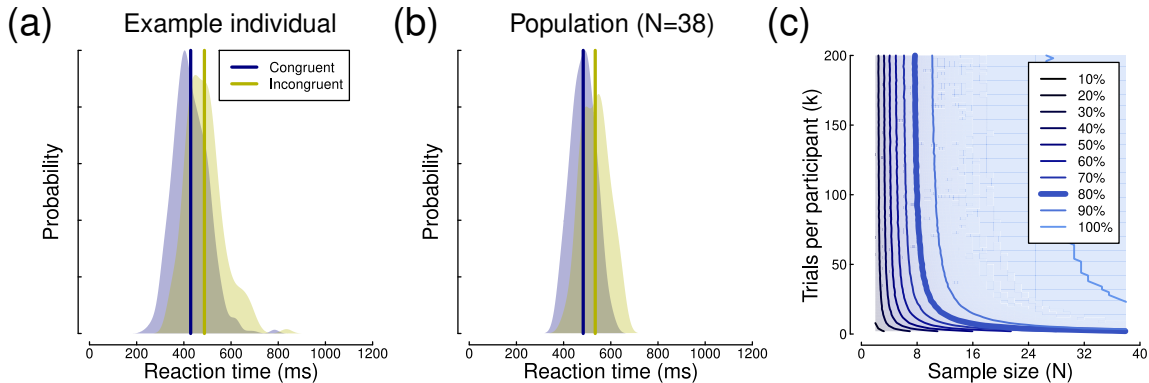 (a)
Example individual
Congruent
Incongruent
Probability
0 200 400 600 800 1000 1200
Reaction time (ms)
(b)
Population (N=38)
Probability
0 200 400 600 800 1000 1200
Reaction time (ms)
(c)
200
150
100
50
0
Trials per participant (k)
10%
20%
30%
40%
50%
60%
70%
80%
90%
100%
0 8 16 24 32 40
Sample size (N)